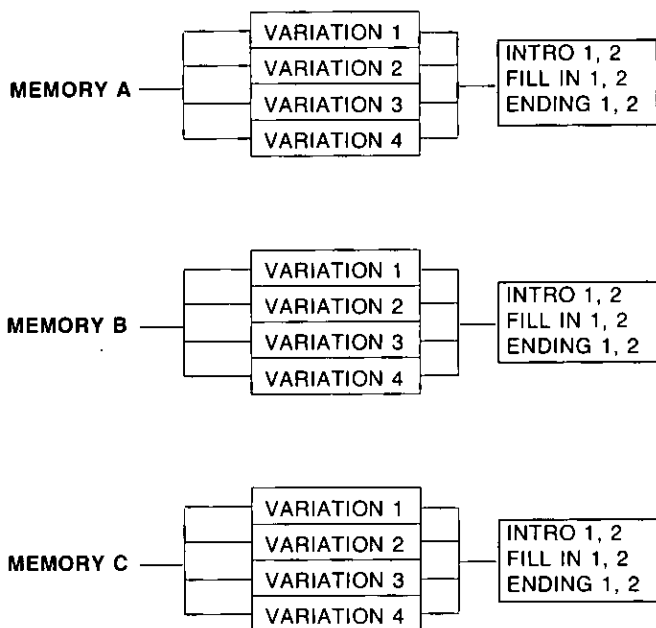 MEMORY A
VARIATION 1
VARIATION 2
VARIATION 3
VARIATION 4
INTRO 1, 2
FILL IN 1, 2
ENDING 1, 2
MEMORY B
VARIATION 1
VARIATION 2
VARIATION 3
VARIATION 4
INTRO 1, 2
FILL IN 1, 2
ENDING 1, 2
MEMORY C
VARIATION 1
VARIATION 2
VARIATION 3
VARIATION 4
INTRO 1, 2
FILL IN 1, 2
ENDING 1, 2